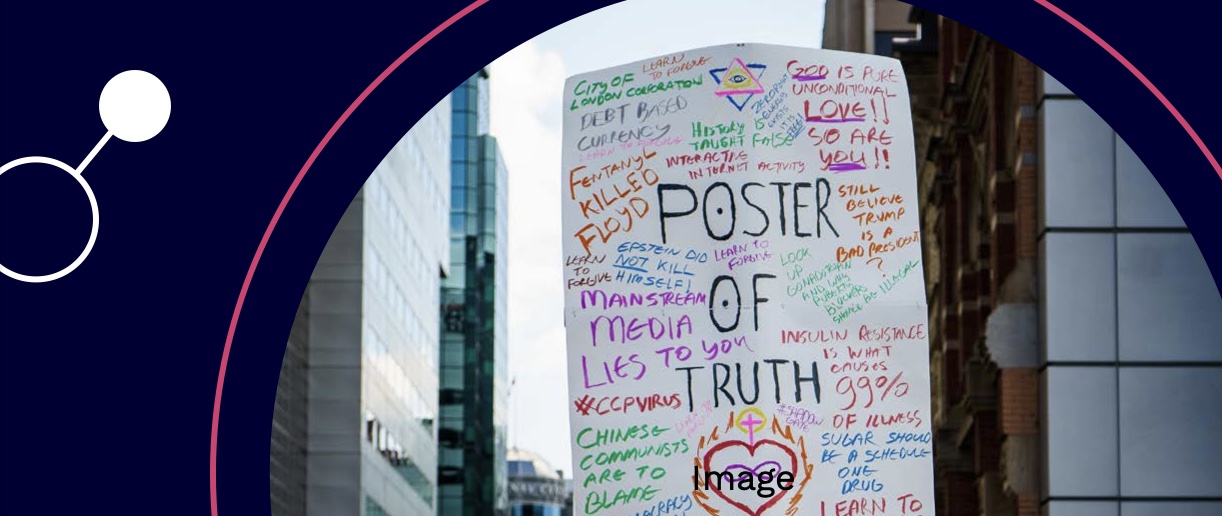 CITY OF
LONDON CORPORATION
LEARN
TO FORGIVE
DEBT BASED
CURRENCY
LEARN TO FORGIVE
HISTORY
TAUGHT FALSE
INTERACTIVE
INTERNET ACTIVITY
ZEROPOINT
ENERGY
GOD IS PURE
UNCONDITIONAL
LOVE!!
SO ARE
YOU!!
FENTANYL
KILLED
FLOYD
POSTER
OF
TRUTH
STILL
BELIEVE
TRUMP
IS A
BAD PRESIDENT
?
LEARN
TO
FORGIVE
EPSTEIN DID
NOT KILL
HIMSELF!
LEARN TO
FORGIVE
LOOK
UP
AND WHY
PUBERTY
BLOCKERS
SHOULD BE ILLEGAL
MAINSTREAM
MEDIA
LIES TO YOU
INSULIN RESISTANCE
IS WHAT
CAUSES
99%
OF ILLNESS
#CCPVIRUS
#SHADOW
GATE
CHINESE
COMMUNISTS
ARE TO
BLAME
SUGAR SHOULD
BE A SCHEDULE
ONE
DRUG
LEARN TO
Image